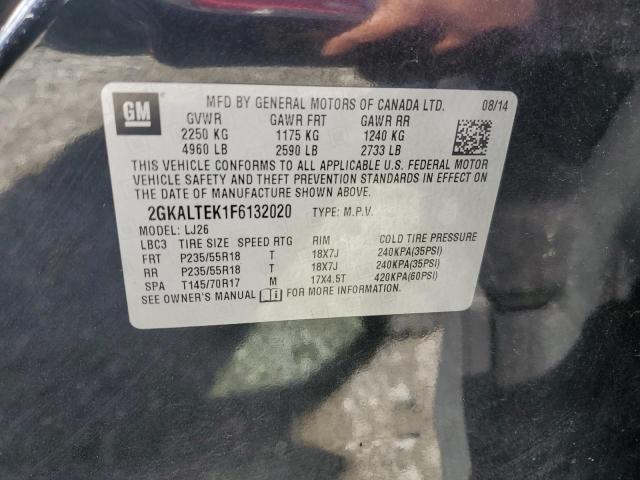 GM
MFD BY GENERAL MOTORS OF CANADA LTD. 08/14
GVWR GAWR FRT GAWR RR
2250 KG 1175 KG 1240 KG
4960 LB 2590 LB 2733 LB
THIS VEHICLE CONFORMS TO ALL APPLICABLE U.S. FEDERAL MOTOR
VEHICLE SAFETY AND THEFT PREVENTION STANDARDS IN EFFECT ON
THE DATE OF MANUFACTURE SHOWN ABOVE.
2GKALTEK1F6132020 TYPE: M.P.V.
MODEL: LJ26
LBC3 TIRE SIZE SPEED RTG RIM COLD TIRE PRESSURE
FRT P235/55R18 T 18X7J 240KPA(35PSI)
RR P235/55R18 T 18X7J 240KPA(35PSI)
SPA T145/70R17 M 17X4.5T 420KPA(60PSI)
SEE OWNER'S MANUAL FOR MORE INFORMATION.